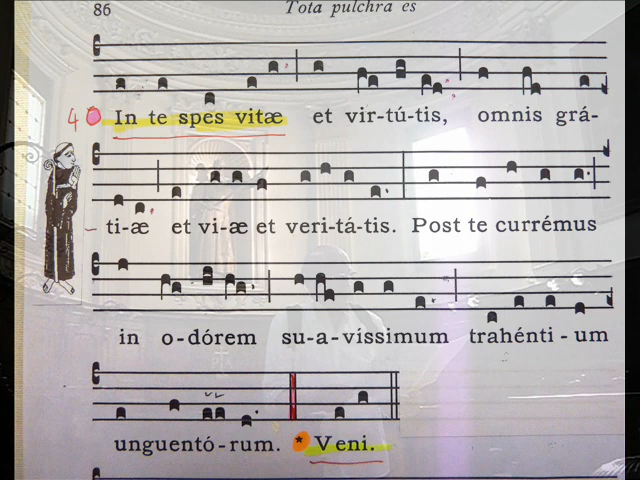 86 Tota pulchra es
40 In te spes vitæ et vir-tú-tis, omnis grá-
ti-æ et vi-æ et veri-tá-tis. Post te currémus
in o-dórem su-a-víssimum trahénti-um
unguentó-rum. * Veni.